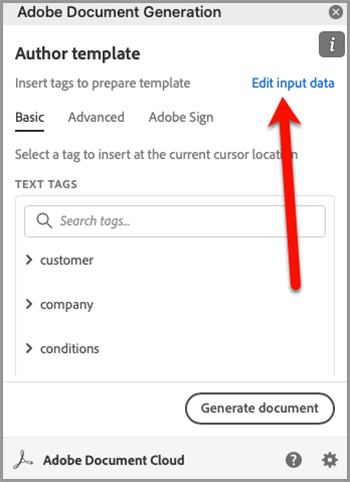 Adobe Document Generation
Author template
Insert tags to prepare template Edit input data
Basic Advanced Adobe Sign
Select a tag to insert at the current cursor location
TEXT TAGS
Search tags...
customer
company
conditions
Generate document
Adobe Document Cloud